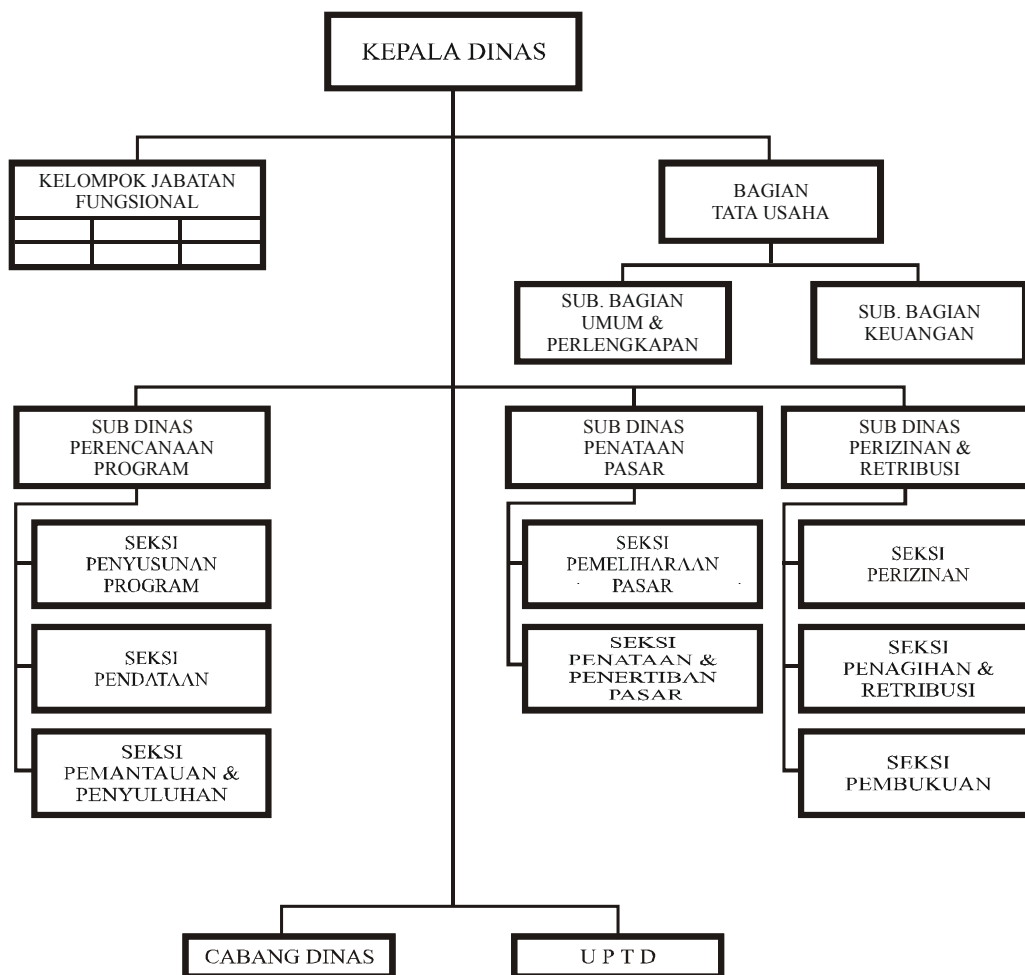 KEPALA DINAS
KELOMPOK JABATAN
FUNGSIONAL
BAGIAN
TATA USAHA
SUB. BAGIAN
UMUM &
PERLENGKAPAN
SUB. BAGIAN
KEUANGAN
SUB DINAS
PERENCANAAN
PROGRAM
SUB DINAS
PENATAAN
PASAR
SUB DINAS
PERIZINAN &
RETRIBUSI
SEKSI
PENYUSUNAN
PROGRAM
SEKSI
PENDATAAN
SEKSI
PEMANTAUAN &
PENYULUHAN
SEKSI
PEMELIHARAAN
PASAR
SEKSI
PENATAAN &
PENERTIBAN
PASAR
SEKSI
PERIZINAN
SEKSI
PENAGIHAN &
RETRIBUSI
SEKSI
PEMBUKUAN
CABANG DINAS
U P T D